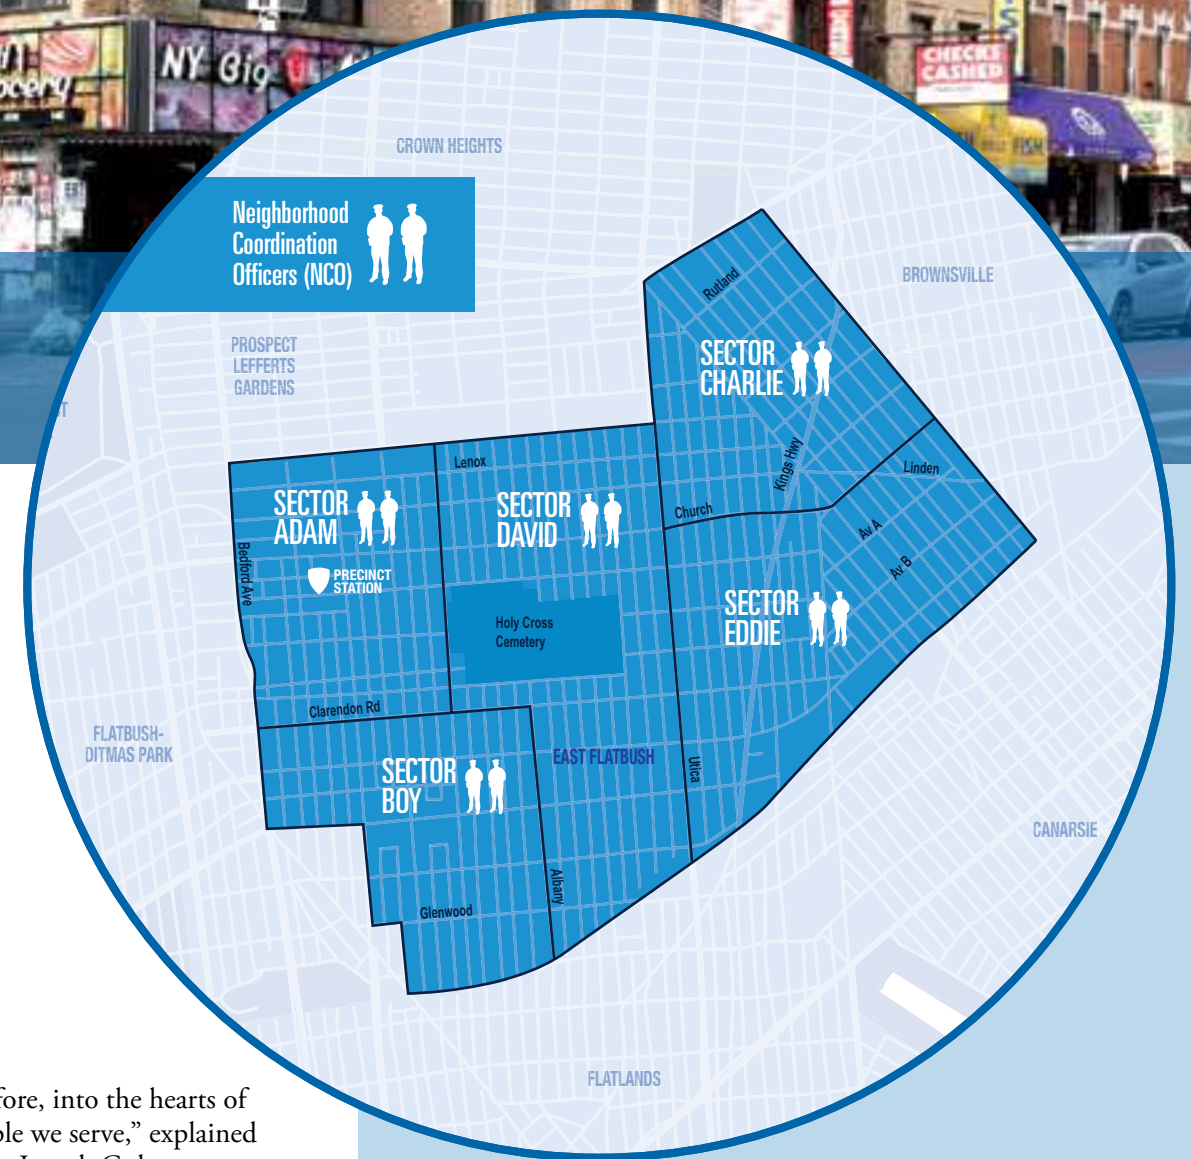 NY Big
CHECKS
CASHED
CROWN HEIGHTS
Neighborhood
Coordination
Officers (NCO)
BROWNSVILLE
PROSPECT
LEFFERTS
GARDENS
Rutland
SECTOR
CHARLIE
Kings Hwy
Linden
Lenox
SECTOR
ADAM
SECTOR
DAVID
Church
Av A
Av B
Bedford Ave
PRECINCT
STATION
SECTOR
EDDIE
Holy Cross
Cemetery
Clarendon Rd
FLATBUSH-
DITMAS PARK
EAST FLATBUSH
SECTOR
BOY
Utica
CANARSIE
Albany
Glenwood
FLATLANDS
fore, into the hearts of
ple we serve,” explained